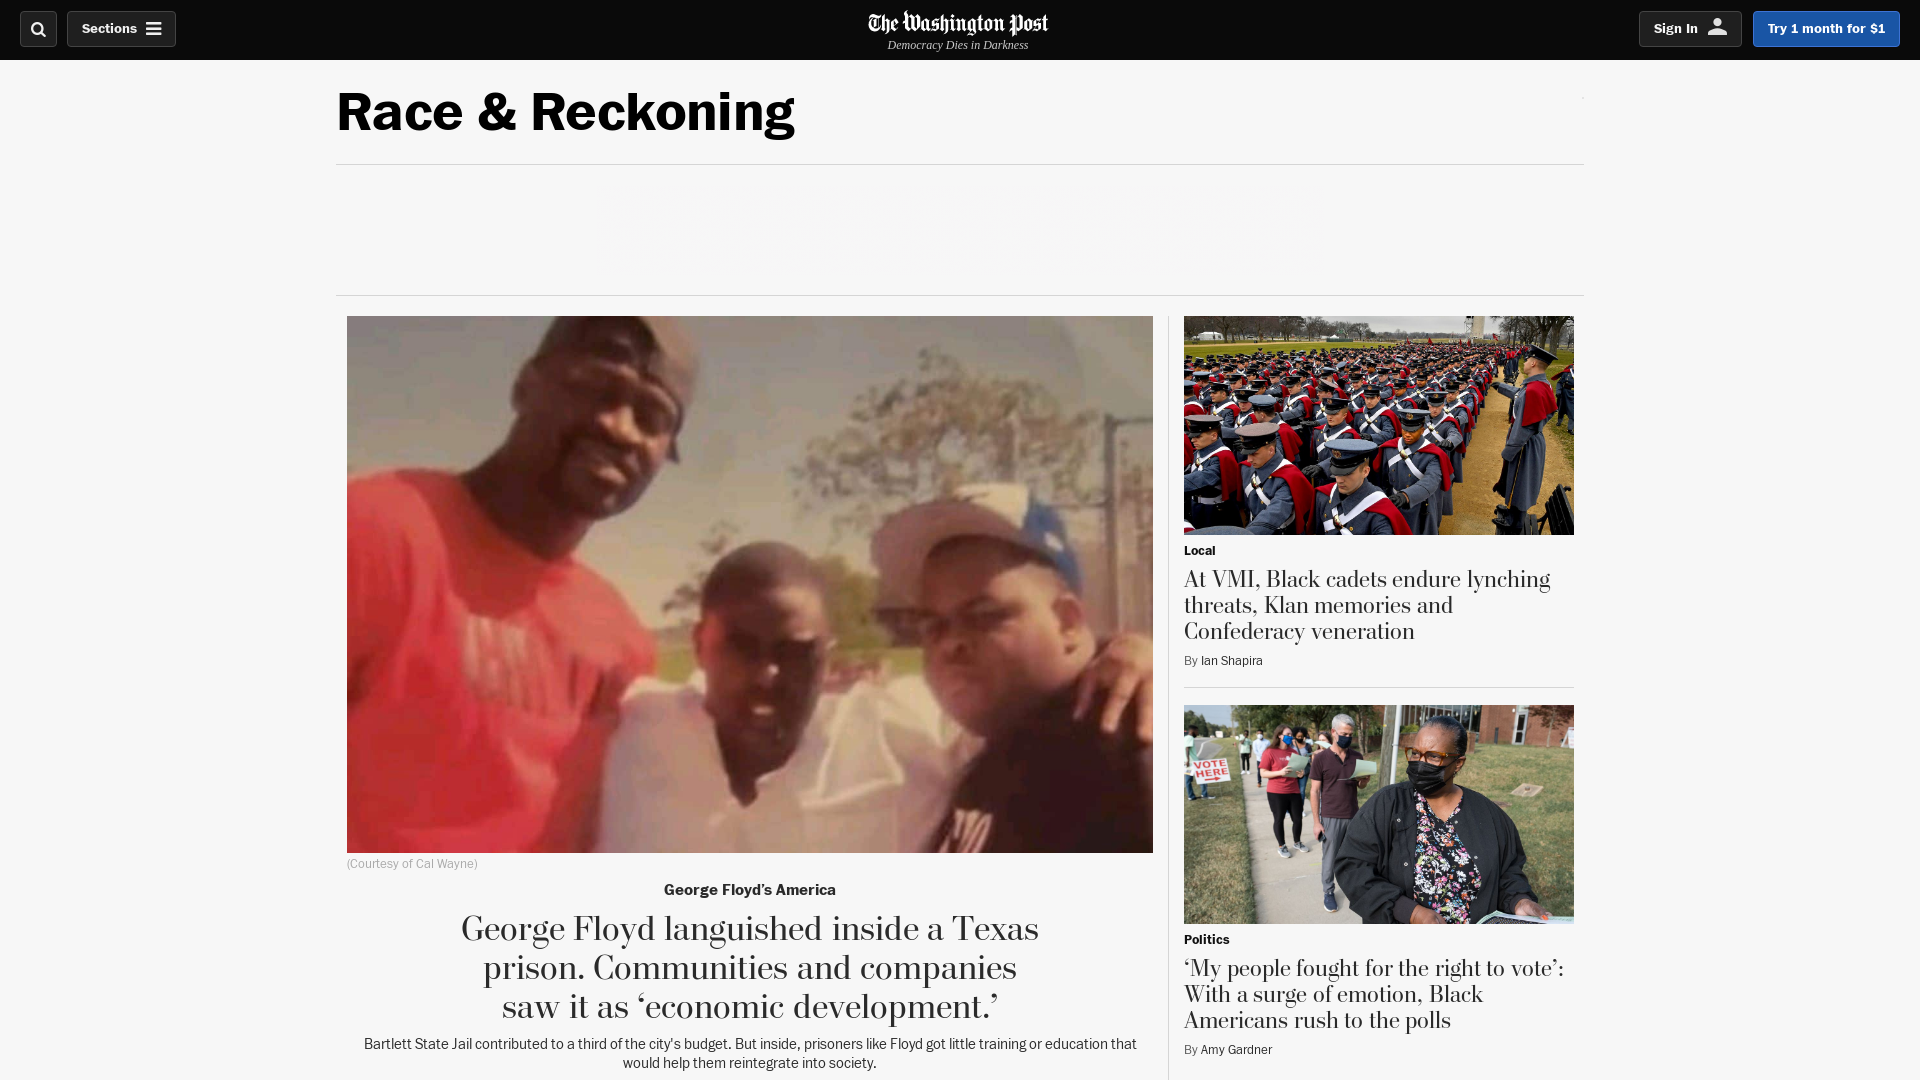 Sections
The Washington Post
Democracy Dies in Darkness
Sign In
Try 1 month for $1
Race & Reckoning
(Courtesy of Cal Wayne)
George Floyd’s America
George Floyd languished inside a Texas
prison. Communities and companies
saw it as ‘economic development.’
Bartlett State Jail contributed to a third of the city's budget. But inside, prisoners like Floyd got little training or education that
would help them reintegrate into society.
Local
At VMI, Black cadets endure lynching
threats, Klan memories and
Confederacy veneration
By Ian Shapira
VOTE
HERE
Politics
‘My people fought for the right to vote’:
With a surge of emotion, Black
Americans rush to the polls
By Amy Gardner